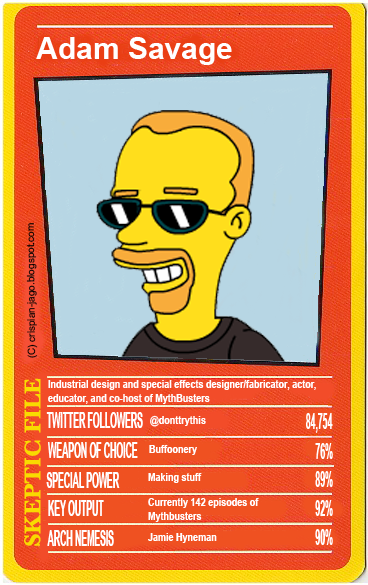 Adam Savage
(C) crispian-jago.blogspot.com
SKEPTIC FILE
Industrial design and special effects designer/fabricator, actor,
educator, and co-host of MythBusters
TWITTER FOLLOWERS @donttrythis 84,754
WEAPON OF CHOICE Buffoonery 76%
SPECIAL POWER Making stuff 89%
KEY OUTPUT Currently 142 episodes of
Mythbusters 92%
ARCH NEMESIS Jamie Hyneman 90%